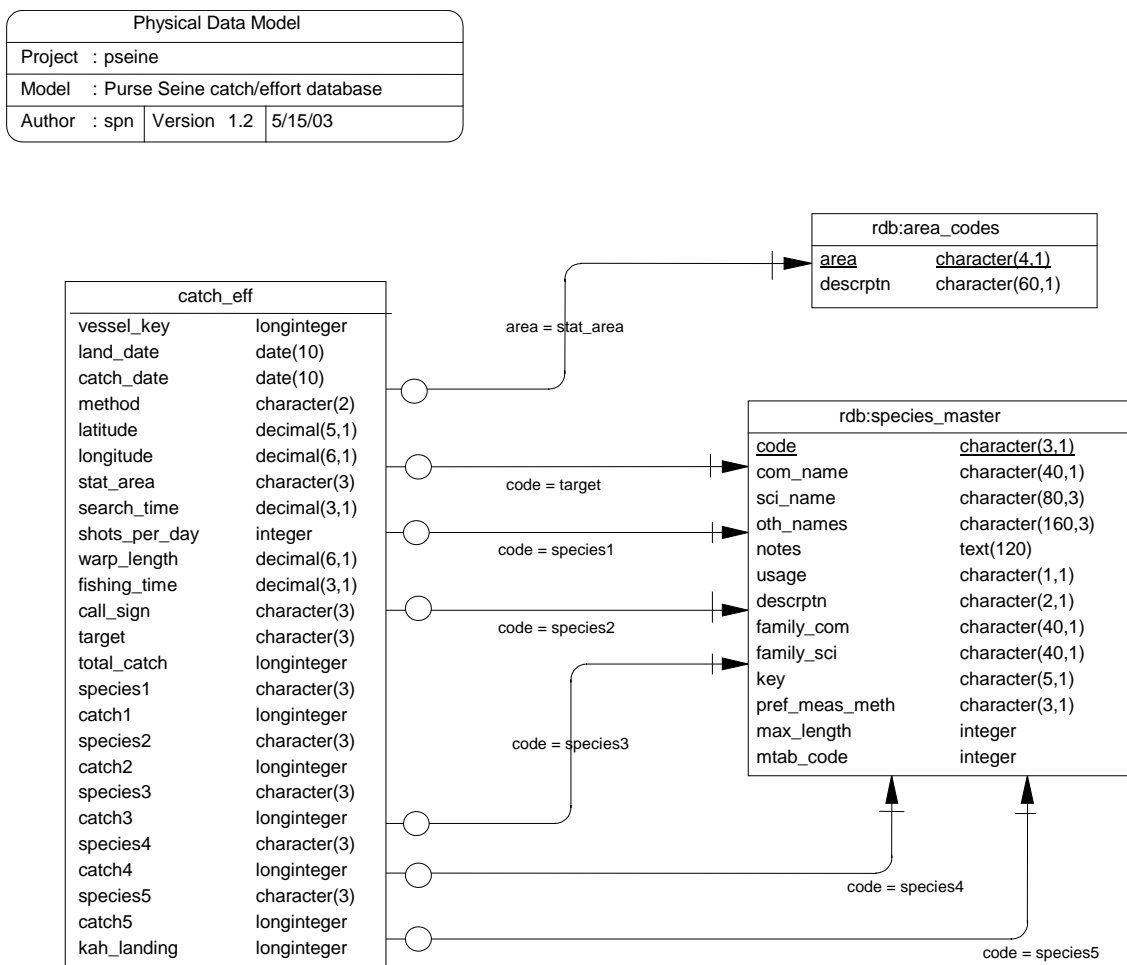 Physical Data Model
Project : pseine
Model : Purse Seine catch/effort database
Author : spn Version 1.2 5/15/03
rdb:area_codes
area character(4,1)
descrptn character(60,1)
area = stat_area
catch_eff
vessel_key longinteger
land_date date(10)
catch_date date(10)
method character(2)
latitude decimal(5,1)
longitude decimal(6,1)
stat_area character(3)
search_time decimal(3,1)
shots_per_day integer
warp_length decimal(6,1)
fishing_time decimal(3,1)
call_sign character(3)
target character(3)
total_catch longinteger
species1 character(3)
catch1 longinteger
species2 character(3)
catch2 longinteger
species3 character(3)
catch3 longinteger
species4 character(3)
catch4 longinteger
species5 character(3)
catch5 longinteger
kah_landing longinteger
code = target
code = species1
code = species2
code = species3
rdb:species_master
code character(3,1)
com_name character(40,1)
sci_name character(80,3)
oth_names character(160,3)
notes text(120)
usage character(1,1)
descrptn character(2,1)
family_com character(40,1)
family_sci character(40,1)
key character(5,1)
pref_meas_meth character(3,1)
max_length integer
mtab_code integer
code = species4
code = species5